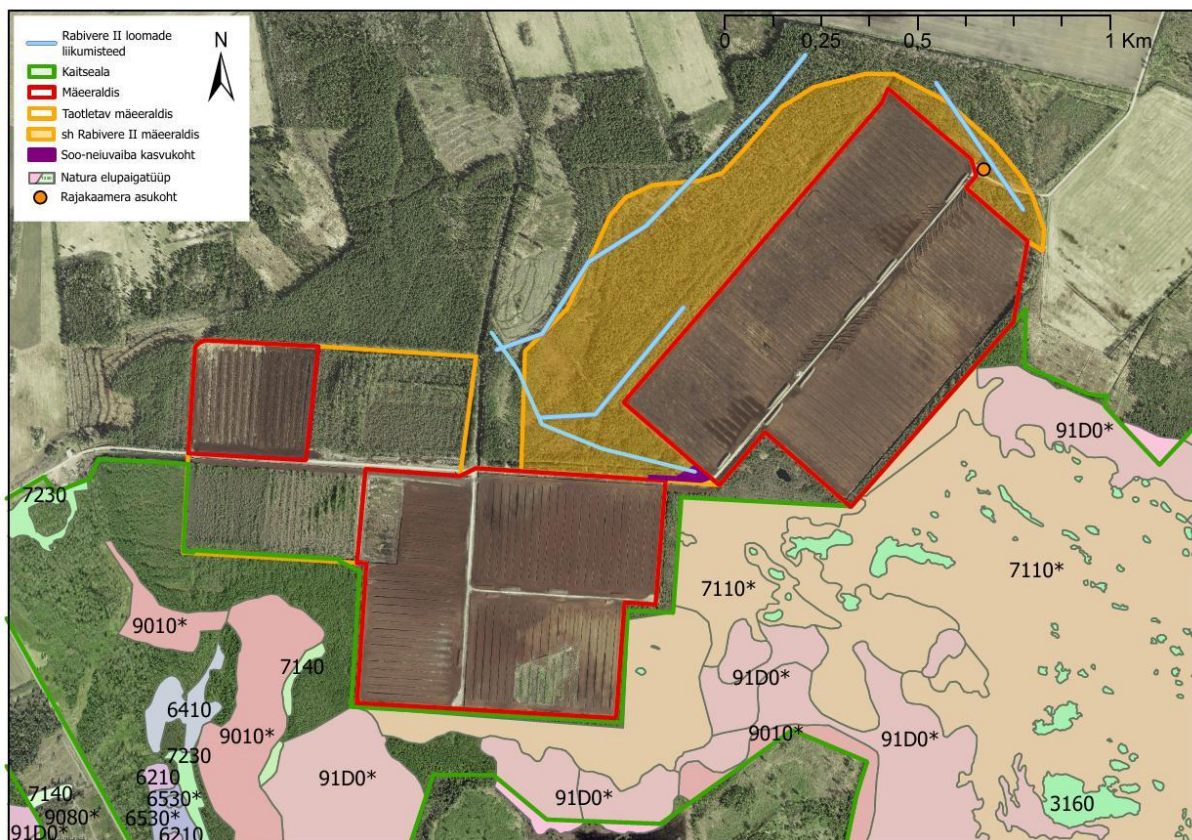 Rabivere II loomade
liikumisteed
Kaitseala
Mäeeraldis
Taotletav mäeeraldis
sh Rabivere II mäeeraldis
Soo-neiuvaiba kasvukoht
Natura elupaigatüüp
Rajakaamera asukoht
N
0 0,25 0,5 1 Km
91D0*
7230
7110*
7110*
9010*
7140
91D0*
6410
9010*
9010*
91D0*
7230
91D0*
6210
7140
6530*
91D0*
3160
9080*
6530*
91D0*
6210